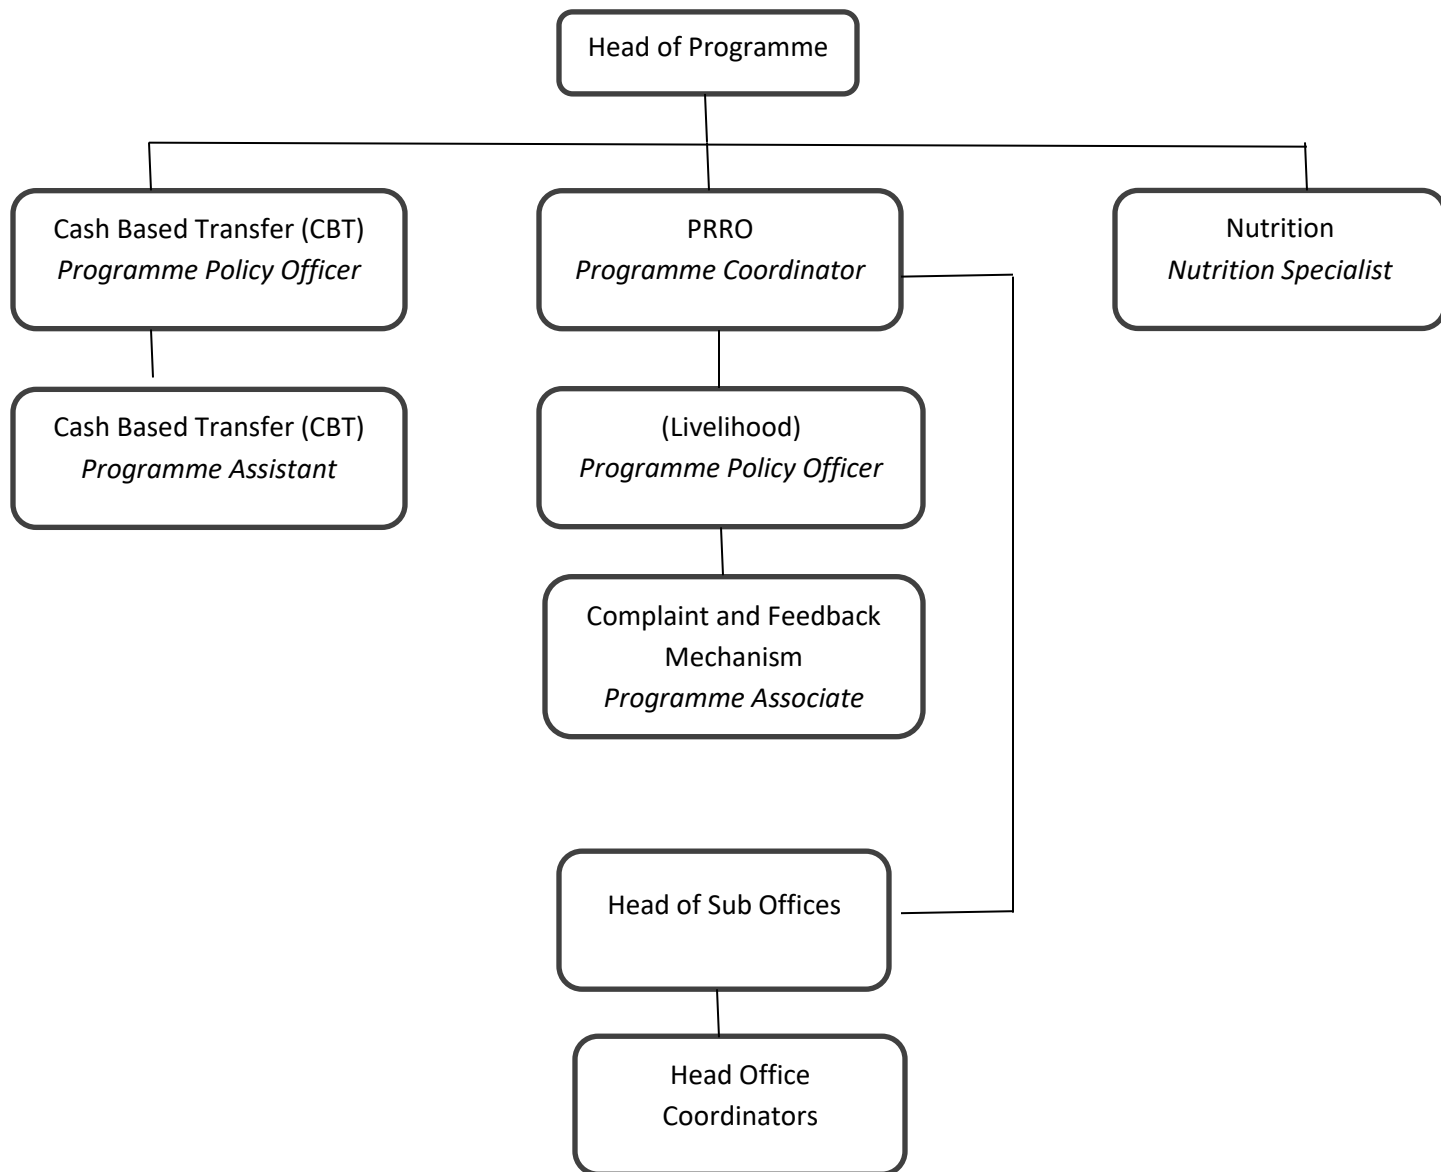 Head of Programme
Cash Based Transfer (CBT)
Programme Policy Officer
PRRO
Programme Coordinator
Nutrition
Nutrition Specialist
Cash Based Transfer (CBT)
Programme Assistant
(Livelihood)
Programme Policy Officer
Complaint and Feedback
Mechanism
Programme Associate
Head of Sub Offices
Head Office
Coordinators